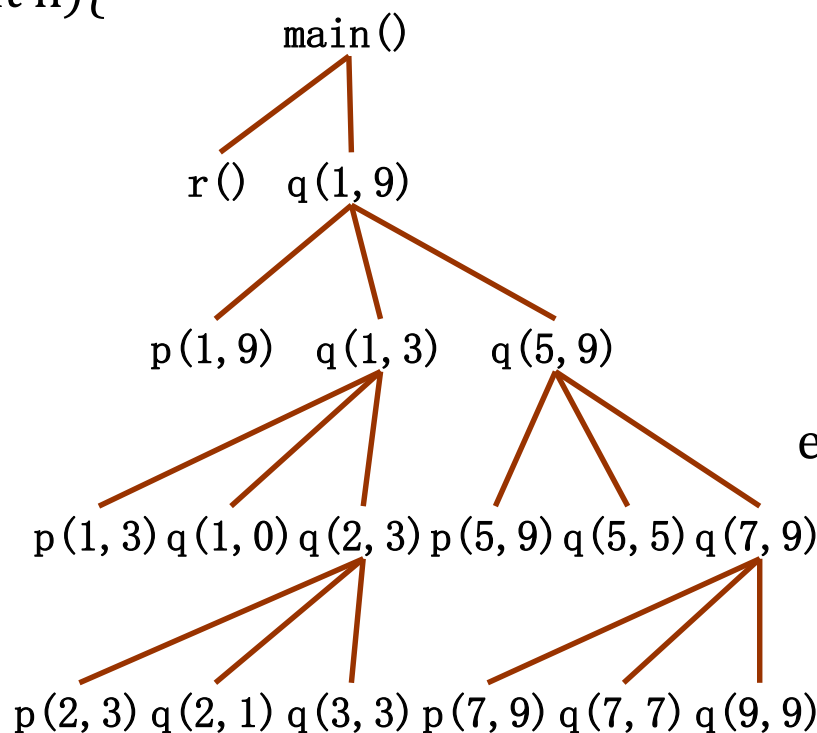 n){
main()
r() q(1,9)
p(1,9) q(1,3) q(5,9)
e
p(1,3) q(1,0) q(2,3) p(5,9) q(5,5) q(7,9)
p(2,3) q(2,1) q(3,3) p(7,9) q(7,7) q(9,9)